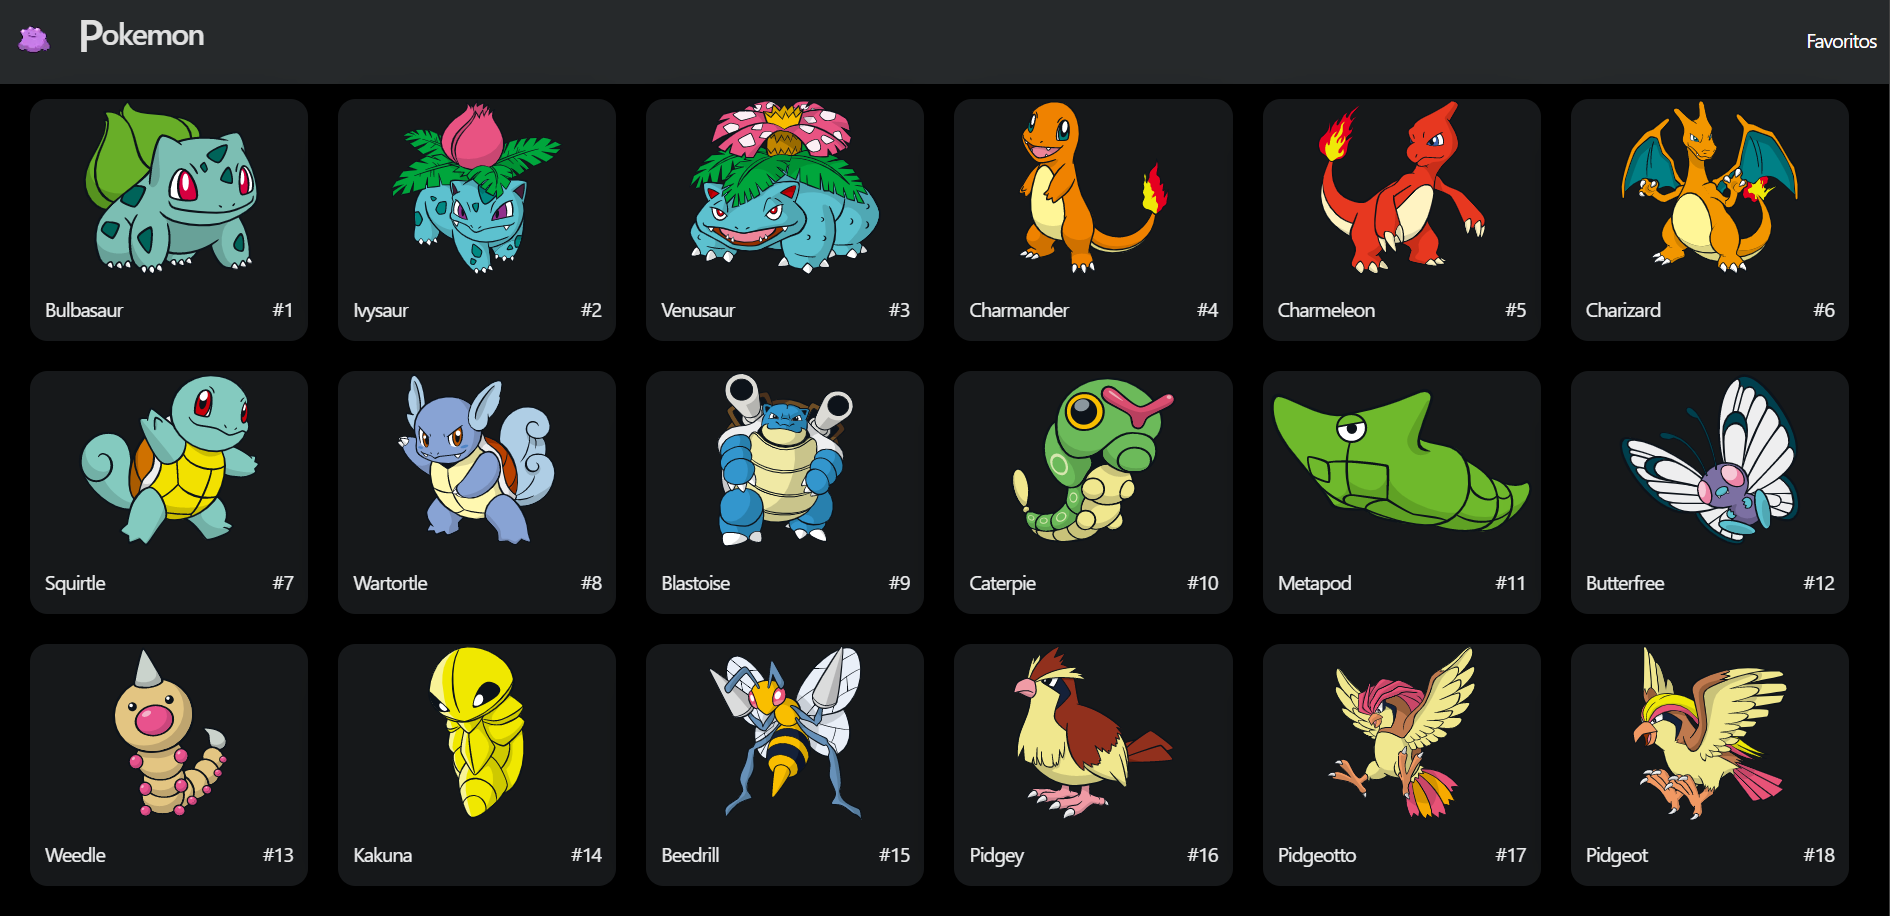 Pokemon
Favoritos
Bulbasaur #1
Ivysaur #2
Venusaur #3
Charmander #4
Charmeleon #5
Charizard #6
Squirtle #7
Wartortle #8
Blastoise #9
Caterpie #10
Metapod #11
Butterfree #12
Weedle #13
Kakuna #14
Beedrill #15
Pidgey #16
Pidgeotto #17
Pidgeot #18